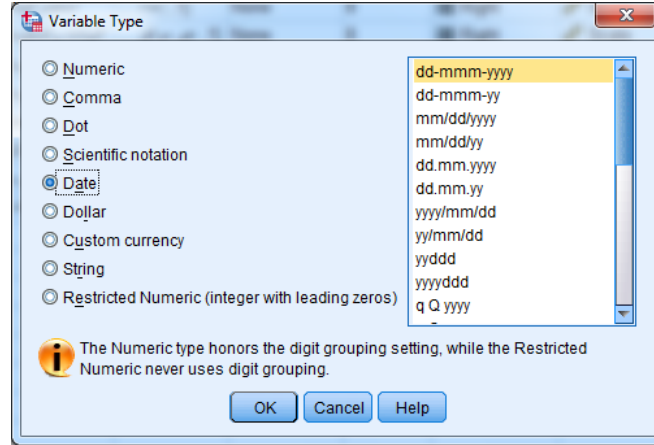 Variable Type
Numeric
Comma
Dot
Scientific notation
Date
Dollar
Custom currency
String
Restricted Numeric (integer with leading zeros)
dd-mmm-yyyy
dd-mmm-yy
mm/dd/yyyy
mm/dd/yy
dd.mm.yyyy
dd.mm.yy
yyyy/mm/dd
yy/mm/dd
yyddd
yyyyddd
q Q yyyy
The Numeric type honors the digit grouping setting, while the Restricted
Numeric never uses digit grouping.
OK Cancel Help